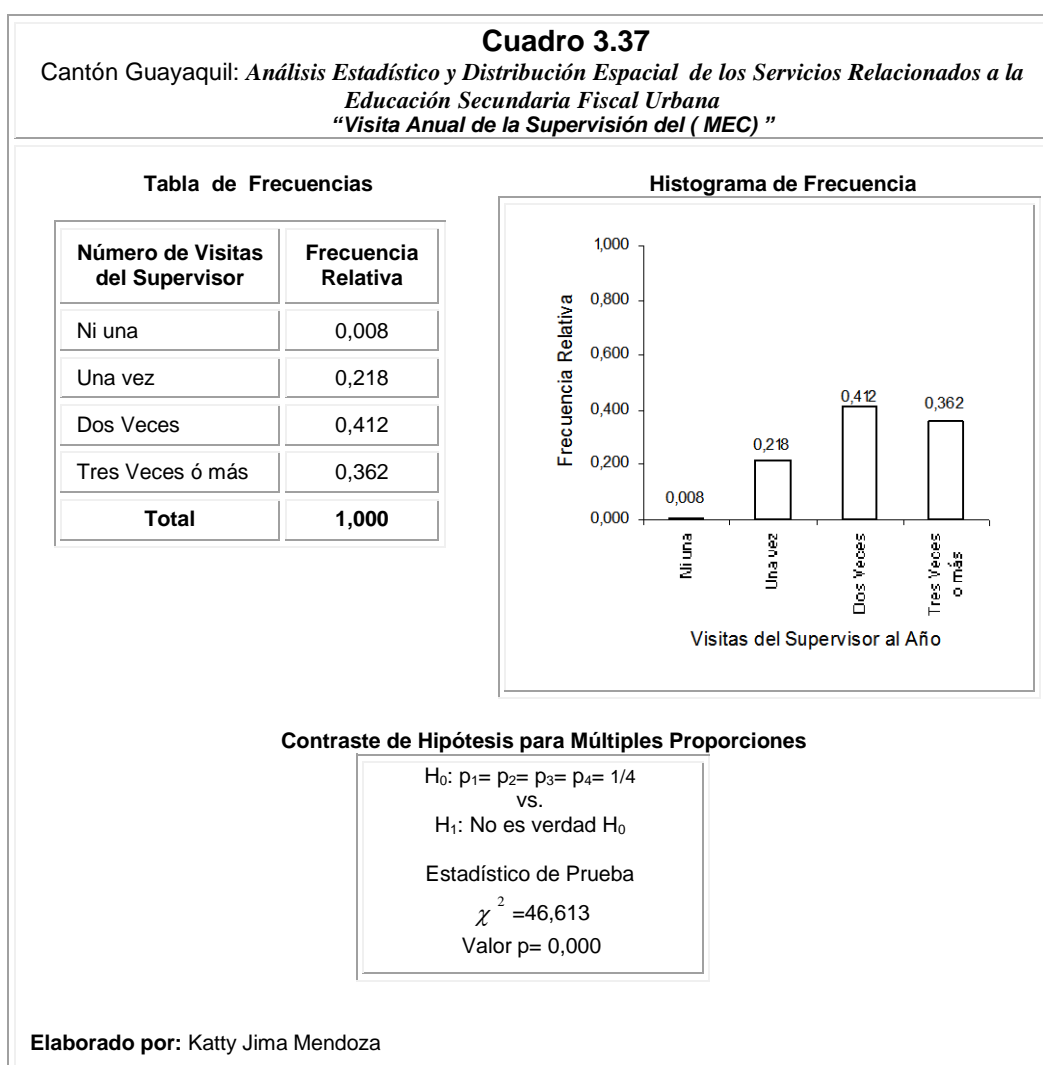 Cuadro 3.37
Cantón Guayaquil: Análisis Estadístico y Distribución Espacial de los Servicios Relacionados a la
Educación Secundaria Fiscal Urbana
“Visita Anual de la Supervisión del ( MEC) ”
Tabla de Frecuencias
Número de Visitas
del Supervisor
Frecuencia
Relativa
Ni una 0,008
Una vez 0,218
Dos Veces 0,412
Tres Veces ó más 0,362
Total 1,000
Histograma de Frecuencia
Frecuencia Relativa
1,000
0,800
0,600
0,400
0,200
0,000
0,008
0,218
0,412
0,362
Ni una
Una vez
Dos Veces
Tres Veces
o más
Visitas del Supervisor al Año
Contraste de Hipótesis para Múltiples Proporciones
H₀: p₁= p₂= p₃= p₄= 1/4
vs.
H₁: No es verdad H₀
Estadístico de Prueba
χ² =46,613
Valor p= 0,000
Elaborado por: Katty Jima Mendoza